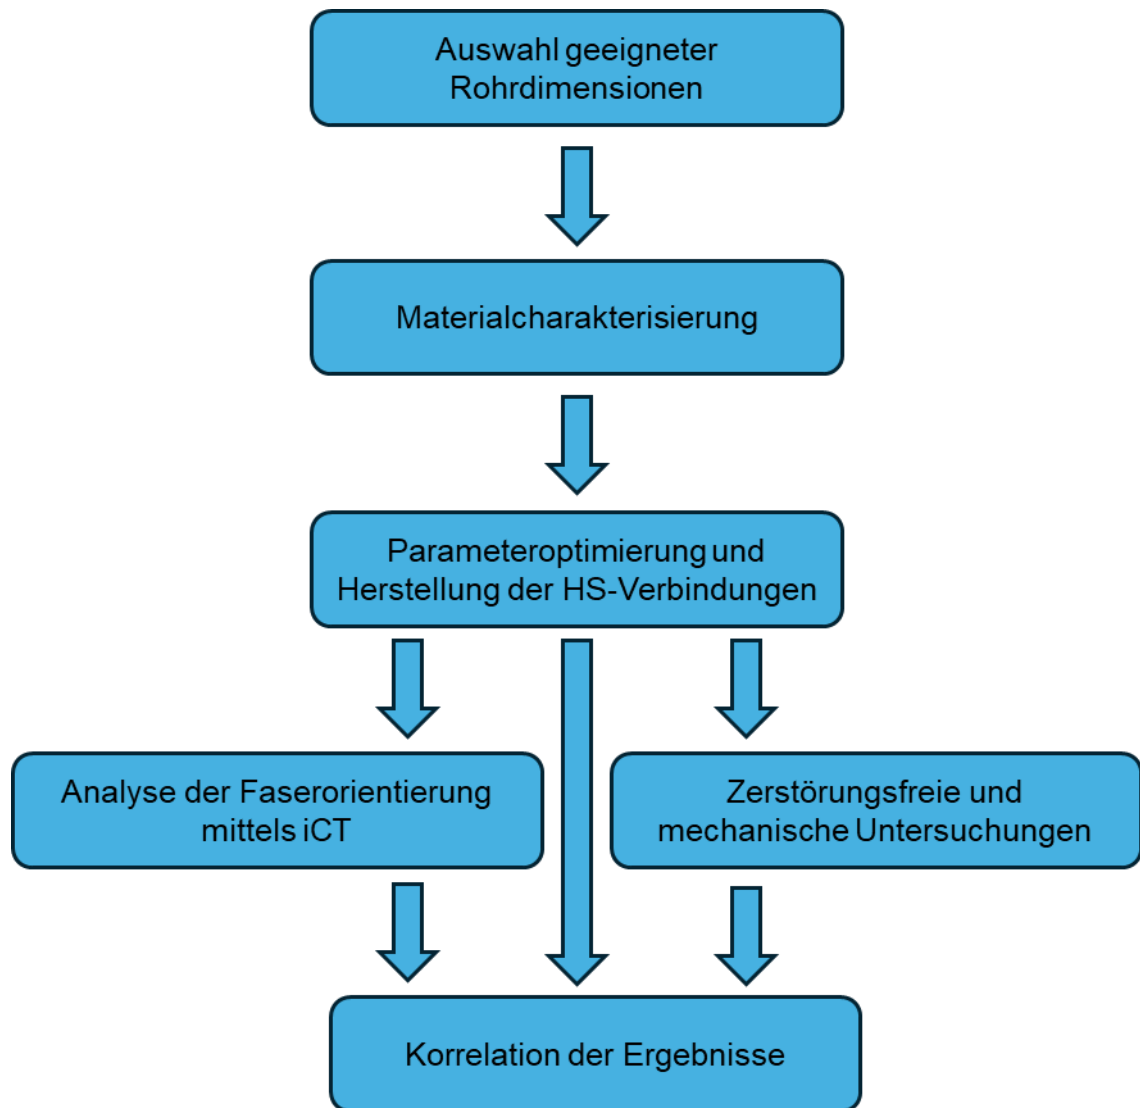 Auswahl geeigneter
Rohrdimensionen
Materialcharakterisierung
Parameteroptimierung und
Herstellung der HS-Verbindungen
Analyse der Faserorientierung
mittels iCT
Zerstörungsfreie und
mechanische Untersuchungen
Korrelation der Ergebnisse